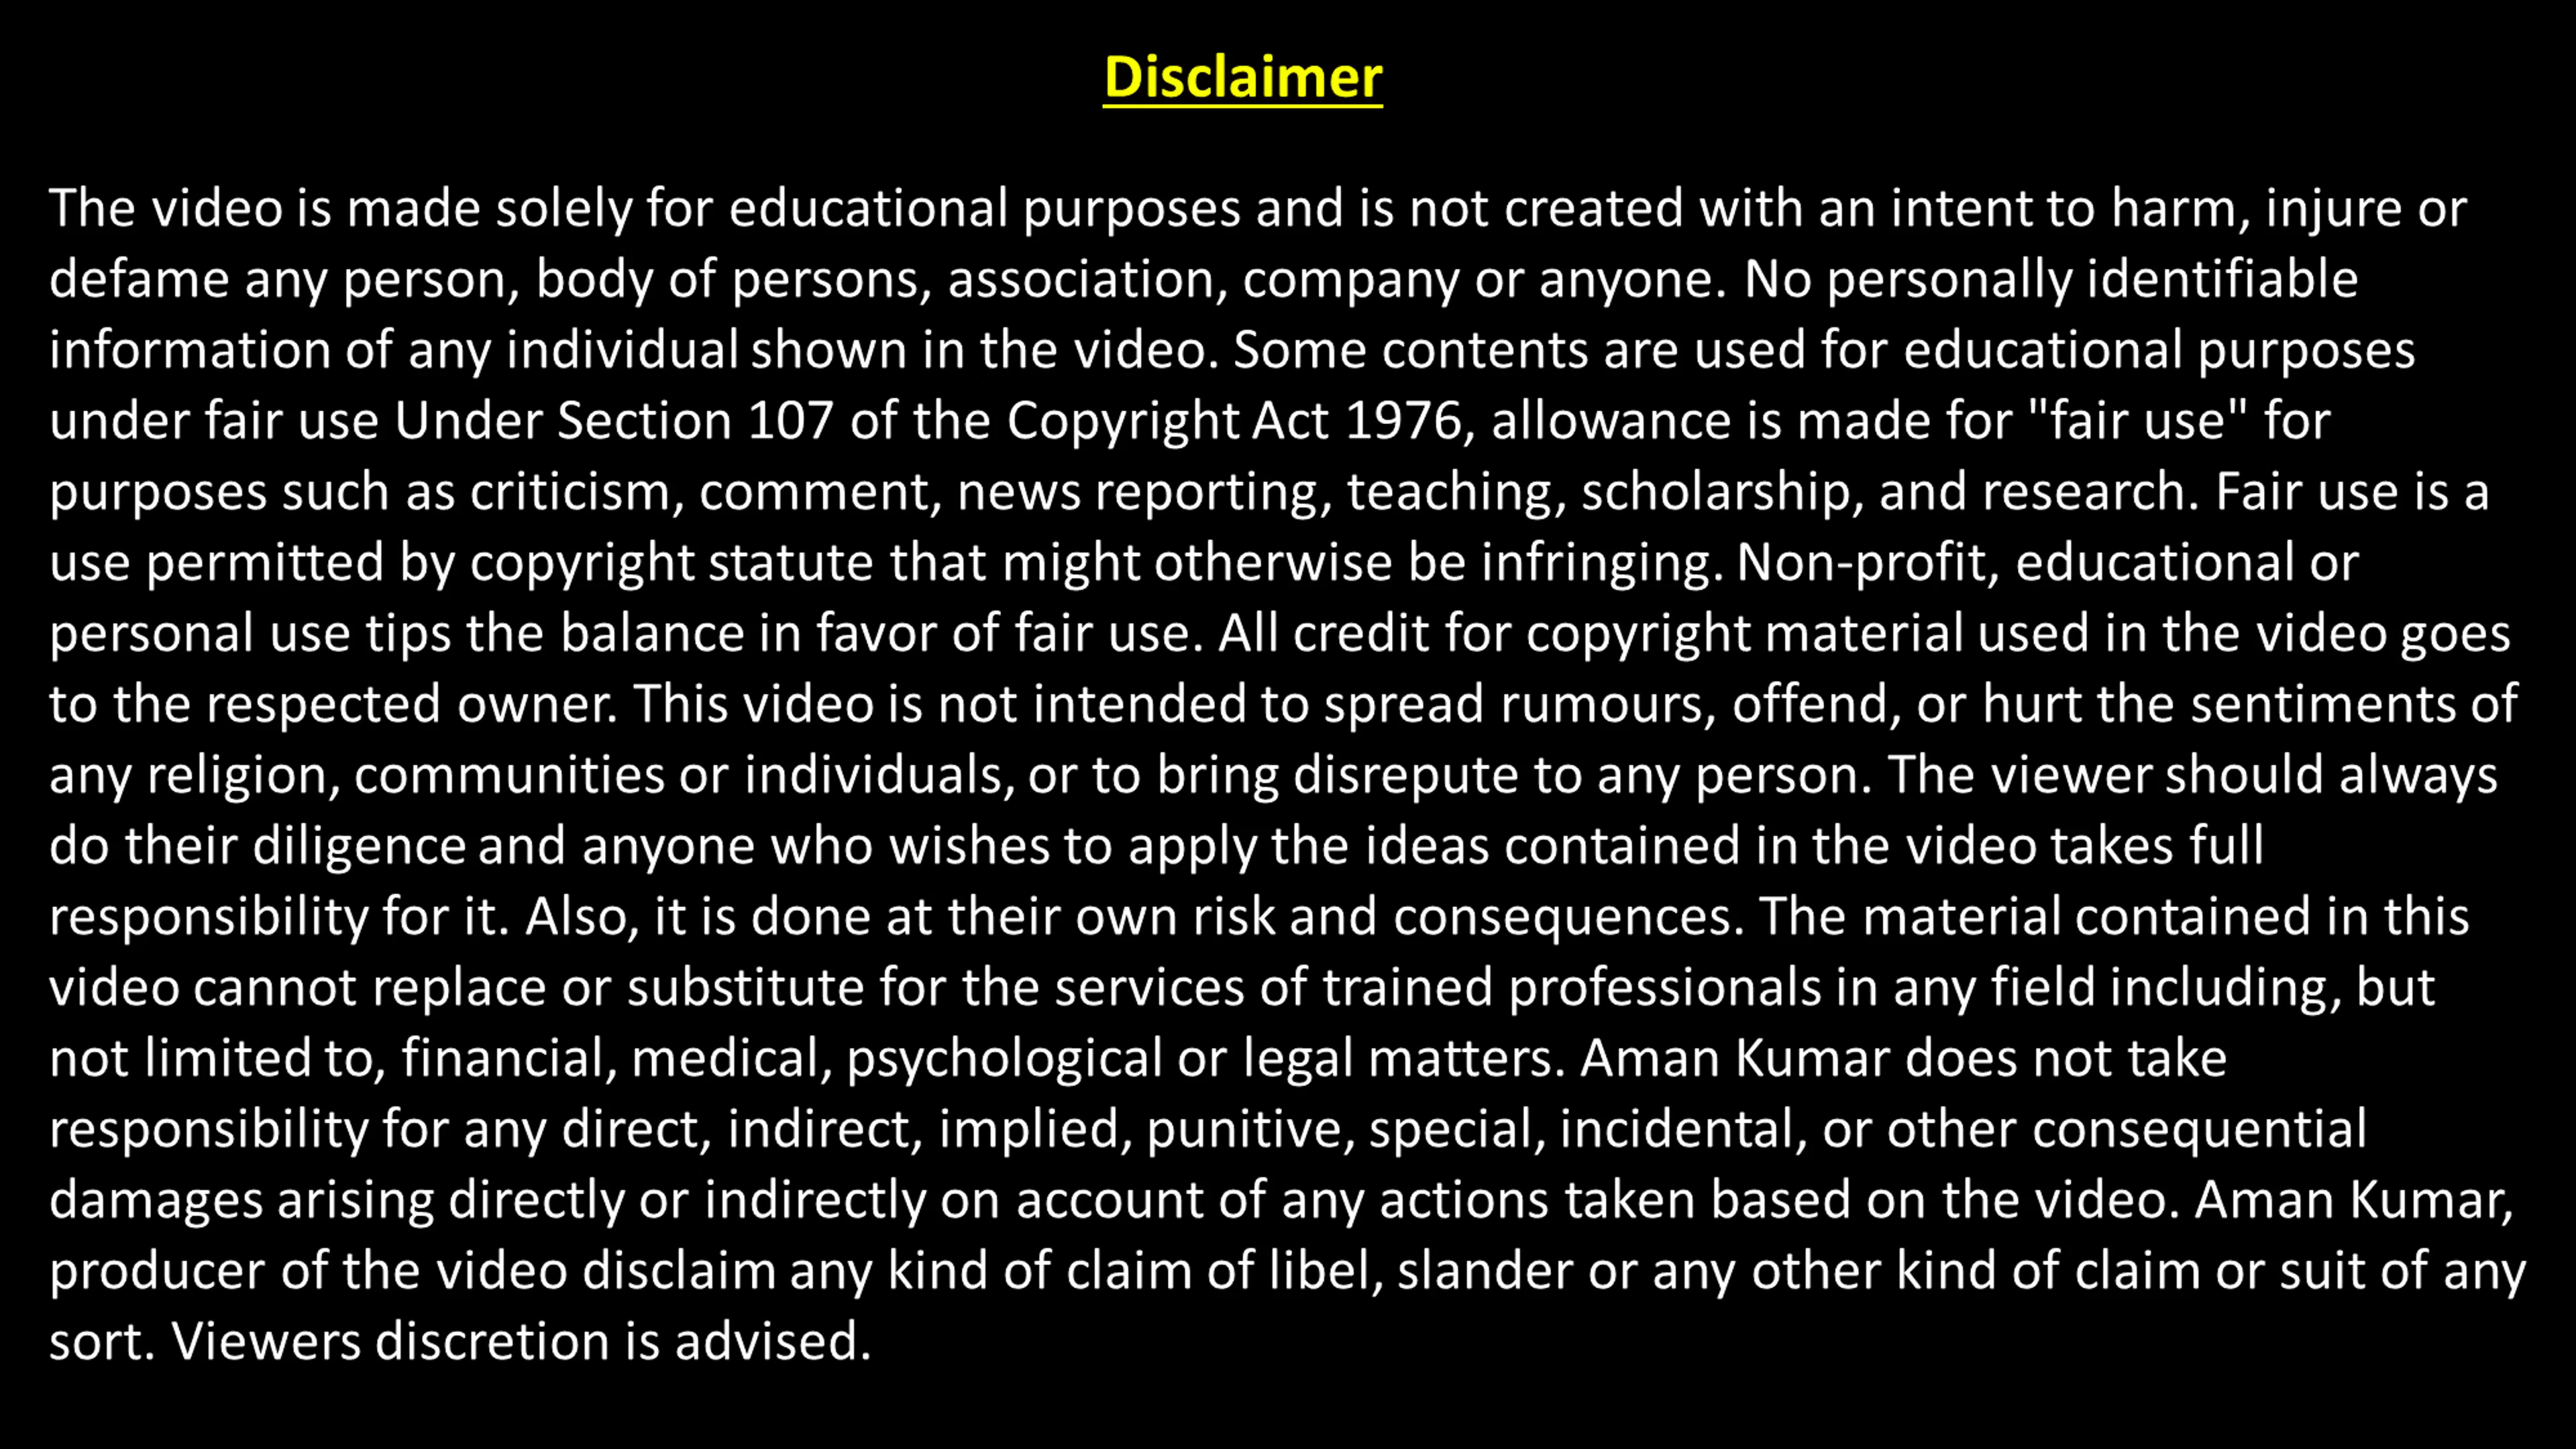 Disclaimer
The video is made solely for educational purposes and is not created with an intent to harm, injure or
defame any person, body of persons, association, company or anyone. No personally identifiable
information of any individual shown in the video. Some contents are used for educational purposes
under fair use Under Section 107 of the Copyright Act 1976, allowance is made for "fair use" for
purposes such as criticism, comment, news reporting, teaching, scholarship, and research. Fair use is a
use permitted by copyright statute that might otherwise be infringing. Non-profit, educational or
personal use tips the balance in favor of fair use. All credit for copyright material used in the video goes
to the respected owner. This video is not intended to spread rumours, offend, or hurt the sentiments of
any religion, communities or individuals, or to bring disrepute to any person. The viewer should always
do their diligence and anyone who wishes to apply the ideas contained in the video takes full
responsibility for it. Also, it is done at their own risk and consequences. The material contained in this
video cannot replace or substitute for the services of trained professionals in any field including, but
not limited to, financial, medical, psychological or legal matters. Aman Kumar does not take
responsibility for any direct, indirect, implied, punitive, special, incidental, or other consequential
damages arising directly or indirectly on account of any actions taken based on the video. Aman Kumar,
producer of the video disclaim any kind of claim of libel, slander or any other kind of claim or suit of any
sort. Viewers discretion is advised.